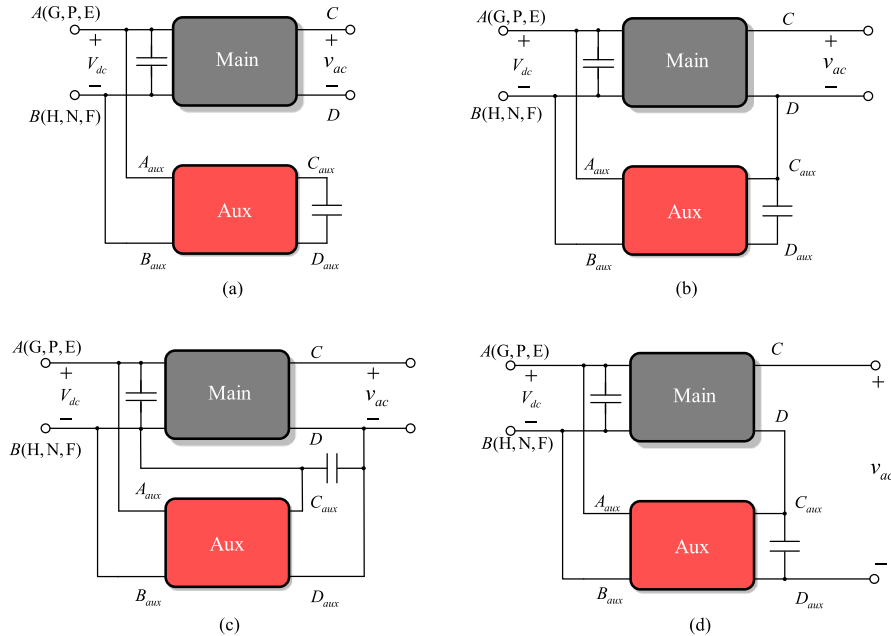 A(G, P, E)
C
+
V_dc
−
Main
+
v_ac
−
B(H, N, F)
D
A_aux
C_aux
Aux
B_aux
D_aux
(a)
A(G, P, E)
C
+
V_dc
−
Main
+
v_ac
−
B(H, N, F)
D
A_aux
C_aux
Aux
B_aux
D_aux
(b)
A(G, P, E)
C
+
V_dc
−
Main
+
v_ac
−
B(H, N, F)
D
A_aux
C_aux
Aux
B_aux
D_aux
(c)
A(G, P, E)
C
+
V_dc
−
Main
+
B(H, N, F)
D
v_ac
A_aux
C_aux
Aux
−
B_aux
D_aux
(d)